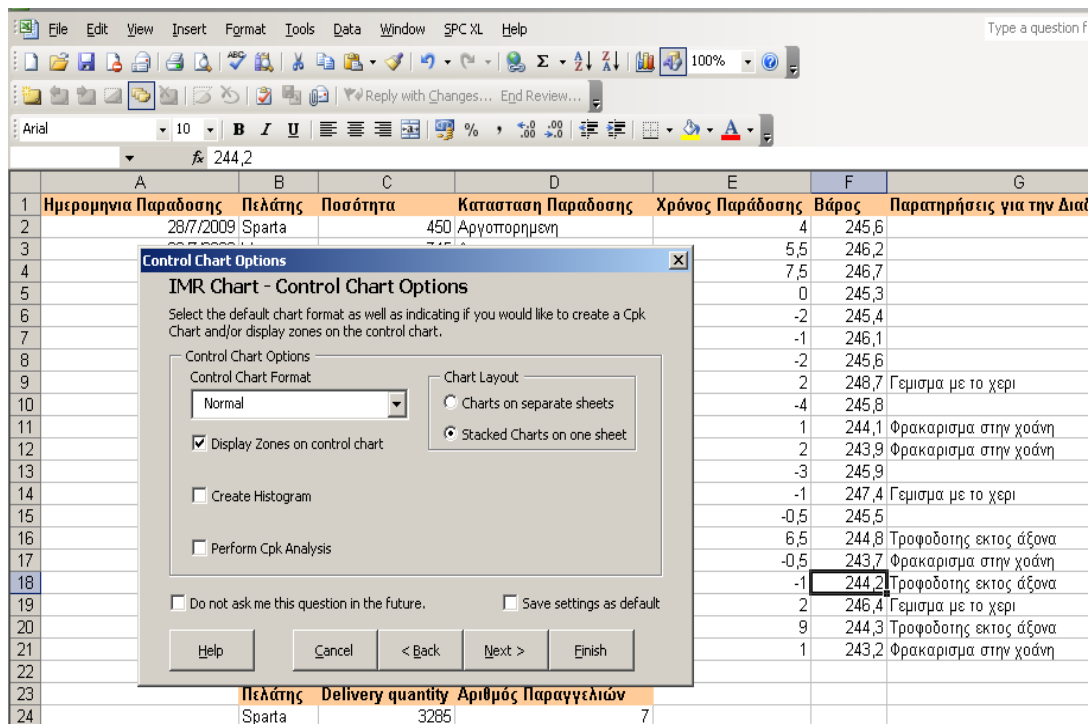 File Edit View Insert Format Tools Data Window SPC XL Help Type a question f
100%
Reply with Changes... End Review...
Arial 10 B I U %
fx 244,2
A B C D E F G
1 Ημερομηνια Παραδοσης Πελάτης Ποσότητα Κατασταση Παραδοσης Χρόνος Παράδοσης Βάρος Παρατηρήσεις για την Διαδ
2 28/7/2009 Sparta 450 Αργοπορημενη 4 245,6
3 5,5 246,2
4 7,5 246,7
5 0 245,3
6 -2 245,4
7 -1 246,1
8 -2 245,6
9 2 248,7 Γεμισμα με το χερι
10 -4 245,8
11 1 244,1 Φρακαρισμα στην χοάνη
12 2 243,9 Φρακαρισμα στην χοάνη
13 -3 245,9
14 -1 247,4 Γεμισμα με το χερι
15 -0,5 245,5
16 6,5 244,8 Τροφοδοτης εκτος άξονα
17 -0,5 243,7 Φρακαρισμα στην χοάνη
18 -1 244,2 Τροφοδοτης εκτος άξονα
19 2 246,4 Γεμισμα με το χερι
20 9 244,3 Τροφοδοτης εκτος άξονα
21 1 243,2 Φρακαρισμα στην χοάνη
22
23 Πελάτης Delivery quantity Αριθμός Παραγγελιών
24 Sparta 3285 7
Control Chart Options
IMR Chart - Control Chart Options
Select the default chart format as well as indicating if you would like to create a Cpk
Chart and/or display zones on the control chart.
Control Chart Options
Control Chart Format
Normal
Display Zones on control chart
Create Histogram
Perform Cpk Analysis
Chart Layout
Charts on separate sheets
Stacked Charts on one sheet
Do not ask me this question in the future. Save settings as default
Help Cancel < Back Next > Finish